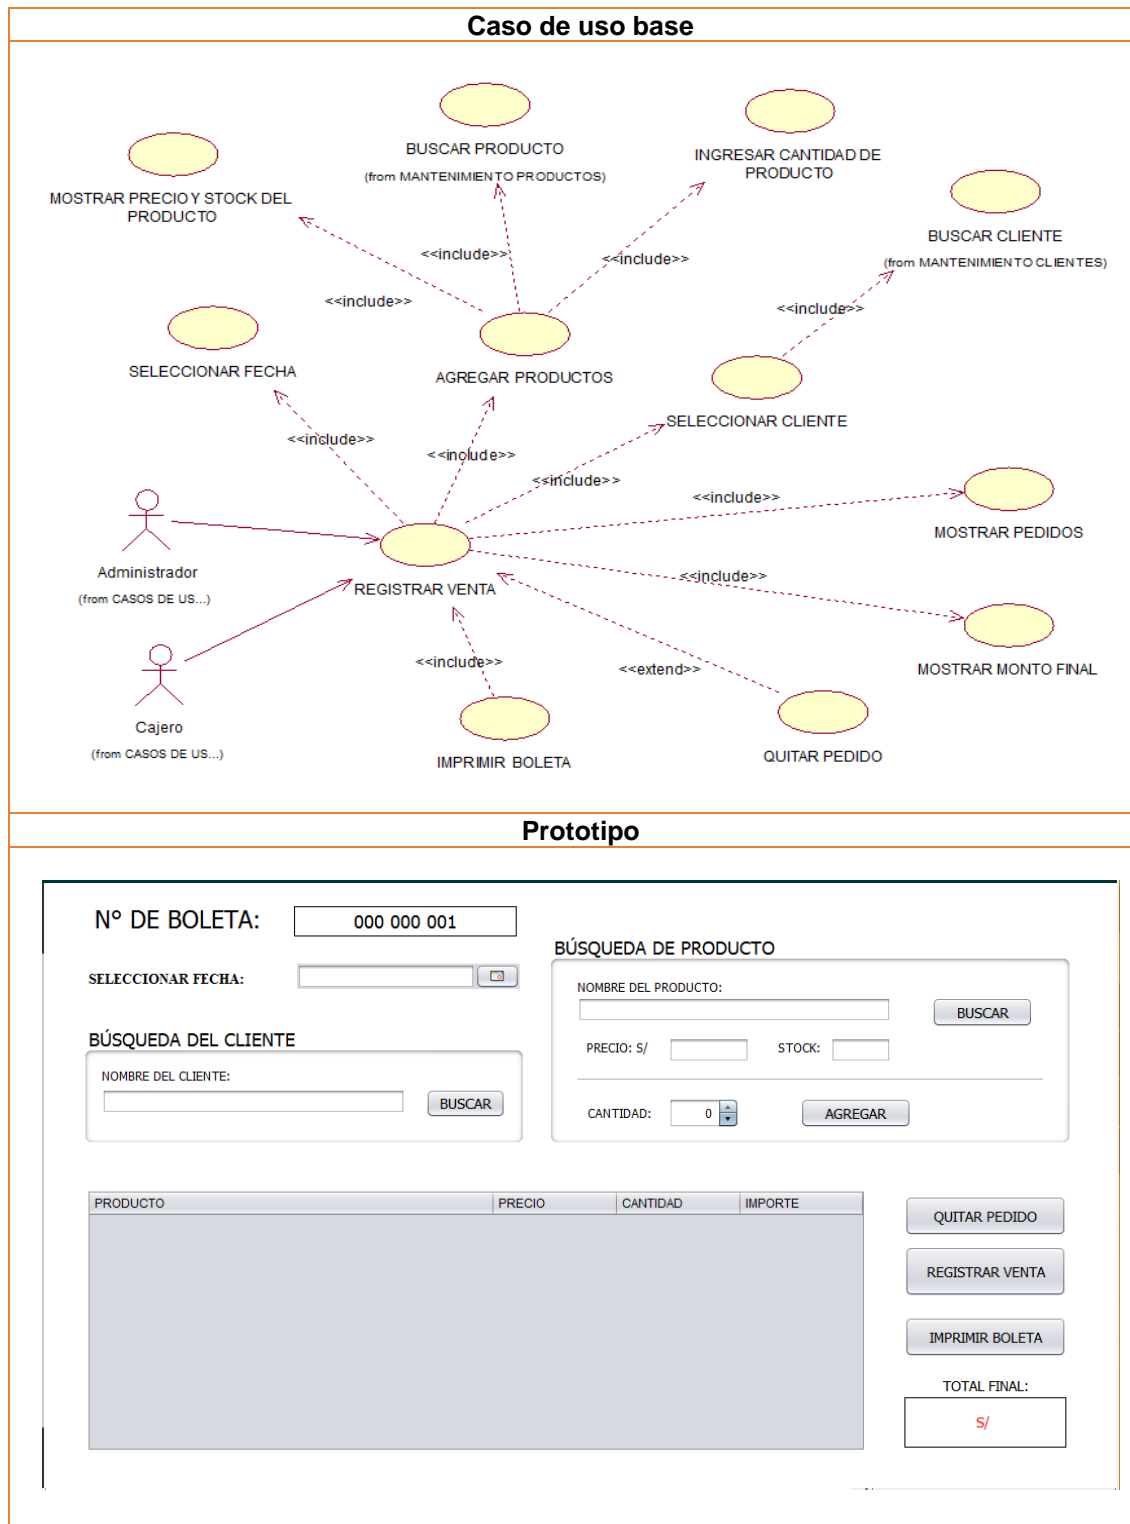 Caso de uso base
BUSCAR PRODUCTO
(from MANTENIMIENTO PRODUCTOS)
INGRESAR CANTIDAD DE
PRODUCTO
MOSTRAR PRECIO Y STOCK DEL
PRODUCTO
BUSCAR CLIENTE
(from MANTENIMIENTO CLIENTES)
<<include>>
<<include>>
<<include>>
<<include>>
SELECCIONAR FECHA
AGREGAR PRODUCTOS
SELECCIONAR CLIENTE
<<include>>
<<include>>
<<include>>
<<include>>
MOSTRAR PEDIDOS
Administrador
(from CASOS DE US...)
REGISTRAR VENTA
<<include>>
<<include>>
<<extend>>
MOSTRAR MONTO FINAL
Cajero
(from CASOS DE US...)
IMPRIMIR BOLETA
QUITAR PEDIDO
Prototipo
N° DE BOLETA:
000 000 001
SELECCIONAR FECHA:
BÚSQUEDA DEL CLIENTE
NOMBRE DEL CLIENTE:
BUSCAR
BÚSQUEDA DE PRODUCTO
NOMBRE DEL PRODUCTO:
BUSCAR
PRECIO: S/
STOCK:
CANTIDAD:
0
AGREGAR
PRODUCTO PRECIO CANTIDAD IMPORTE
QUITAR PEDIDO
REGISTRAR VENTA
IMPRIMIR BOLETA
TOTAL FINAL:
S/